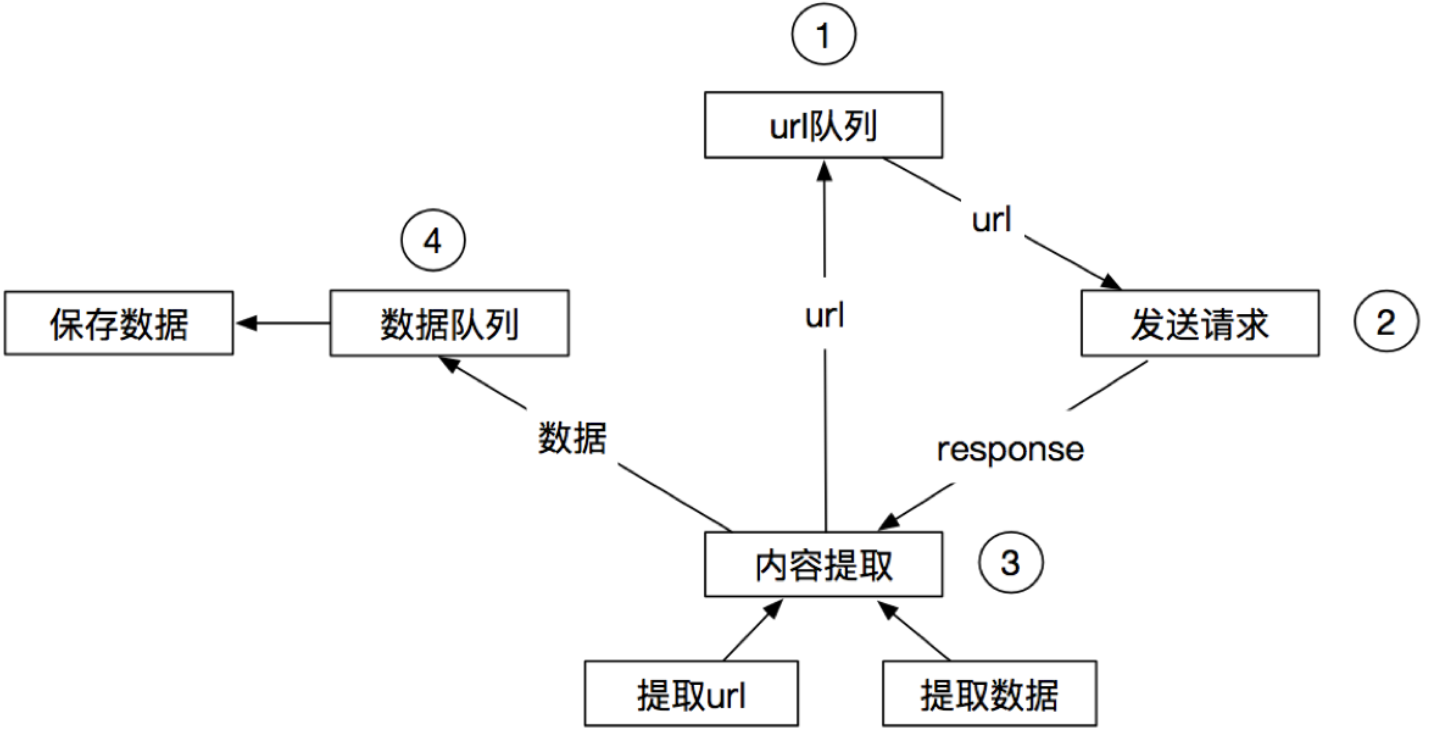 1
url队列
url
4
保存数据
数据队列
url
发送请求
2
数据
response
内容提取
3
提取url
提取数据